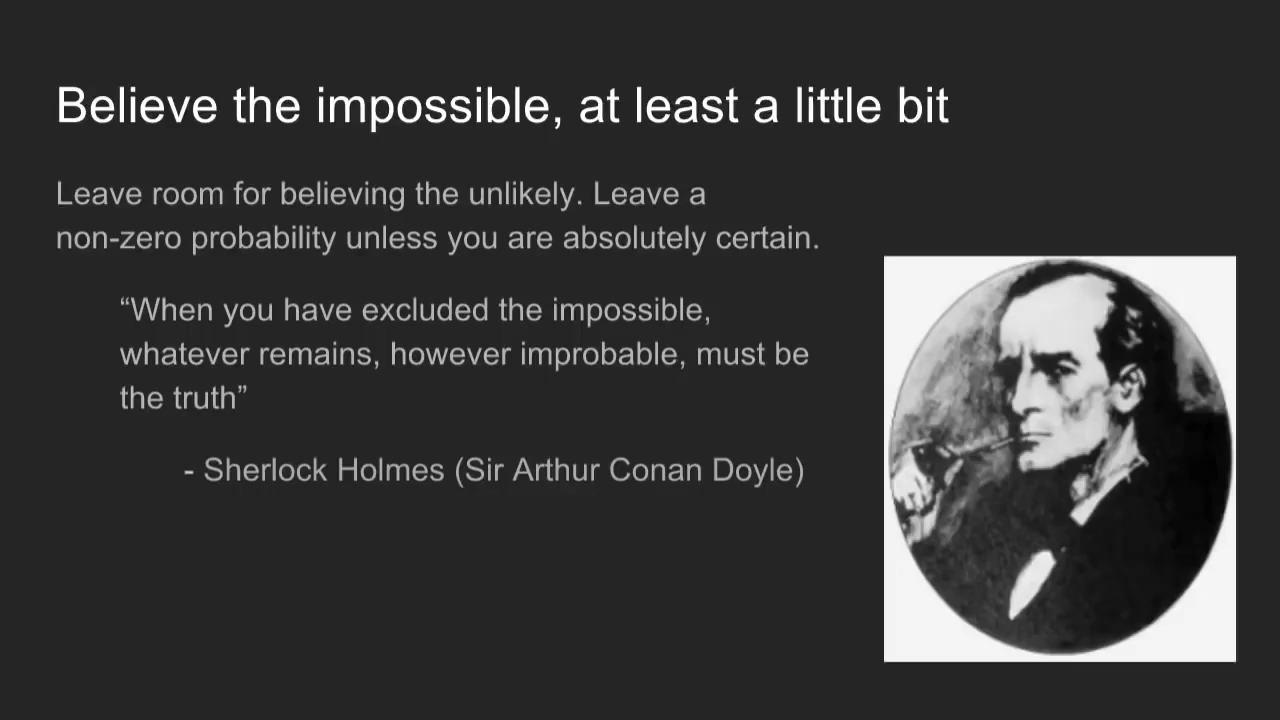 Believe the impossible, at least a little bit
Leave room for believing the unlikely. Leave a
non-zero probability unless you are absolutely certain.
“When you have excluded the impossible,
whatever remains, however improbable, must be
the truth”
- Sherlock Holmes (Sir Arthur Conan Doyle)